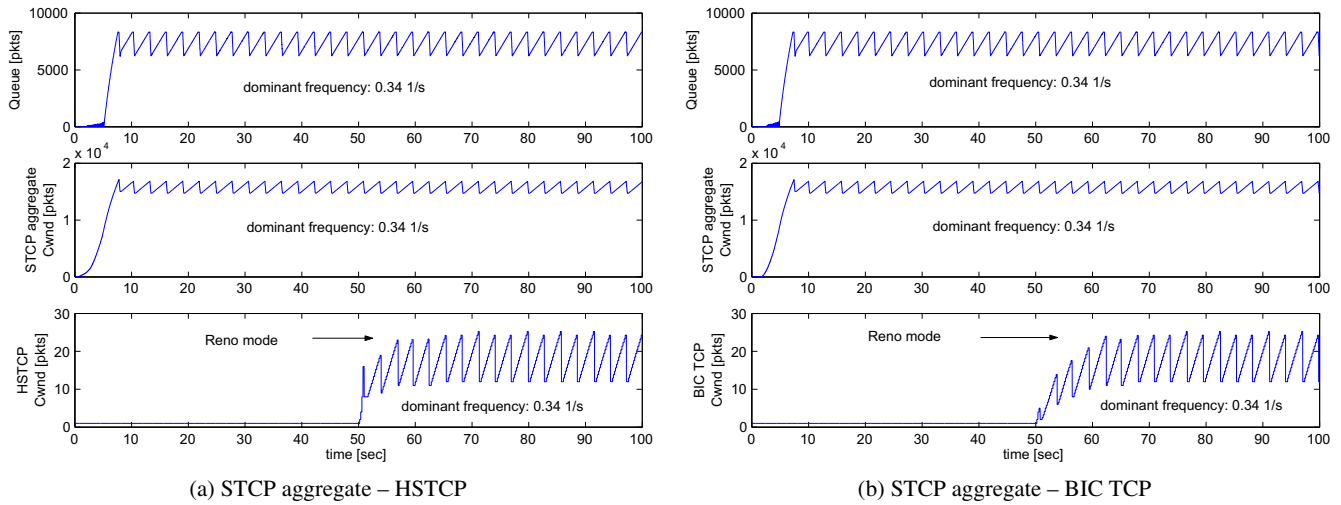 10000
5000
0
Queue [pkts]
dominant frequency: 0.34 1/s
0 10 20 30 40 50 60 70 80 90 100
x 10^4
2
1
0
STCP aggregate
Cwnd [pkts]
dominant frequency: 0.34 1/s
0 10 20 30 40 50 60 70 80 90 100
30
20
10
0
HSTCP
Cwnd [pkts]
Reno mode
dominant frequency: 0.34 1/s
0 10 20 30 40 50 60 70 80 90 100
time [sec]
(a) STCP aggregate – HSTCP
10000
5000
0
Queue [pkts]
dominant frequency: 0.34 1/s
0 10 20 30 40 50 60 70 80 90 100
x 10^4
2
1
0
STCP aggregate
Cwnd [pkts]
dominant frequency: 0.34 1/s
0 10 20 30 40 50 60 70 80 90 100
30
20
10
0
BIC TCP
Cwnd [pkts]
Reno mode
dominant frequency: 0.34 1/s
0 10 20 30 40 50 60 70 80 90 100
time [sec]
(b) STCP aggregate – BIC TCP